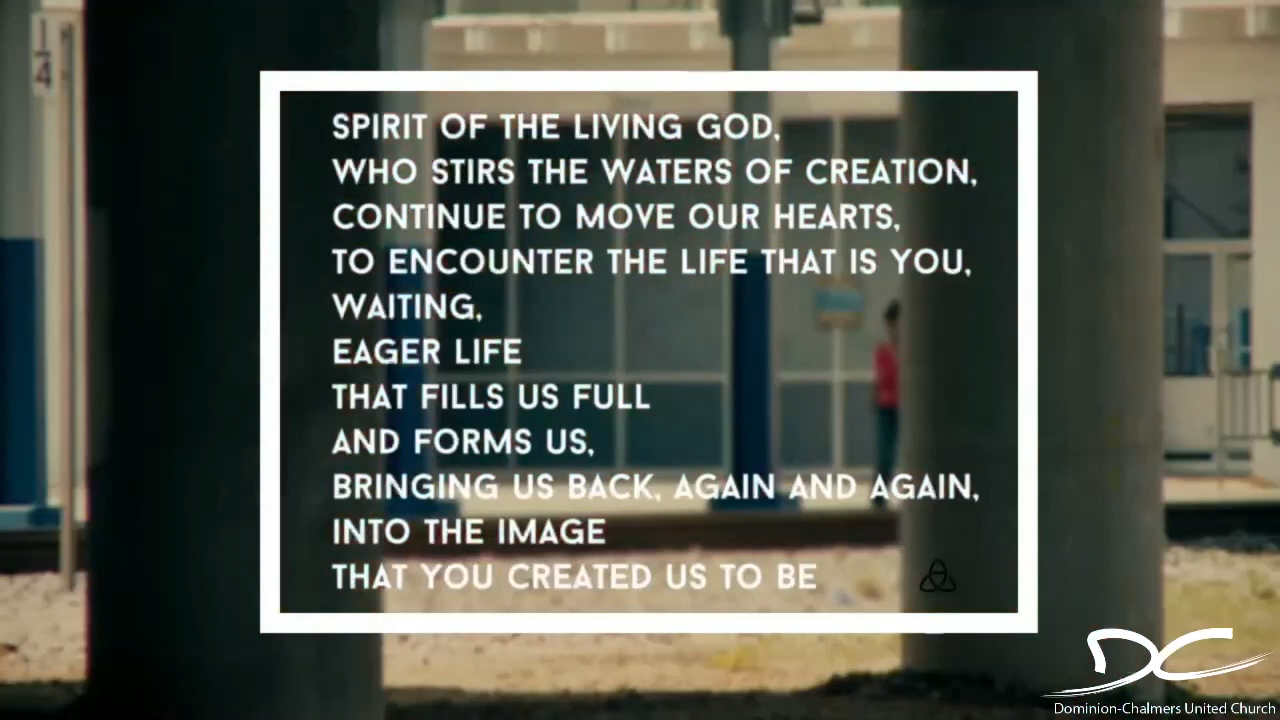 14
SPIRIT OF THE LIVING GOD,
WHO STIRS THE WATERS OF CREATION,
CONTINUE TO MOVE OUR HEARTS,
TO ENCOUNTER THE LIFE THAT IS YOU,
WAITING,
EAGER LIFE
THAT FILLS US FULL
AND FORMS US,
BRINGING US BACK, AGAIN AND AGAIN,
INTO THE IMAGE
THAT YOU CREATED US TO BE
DC
Dominion-Chalmers United Church